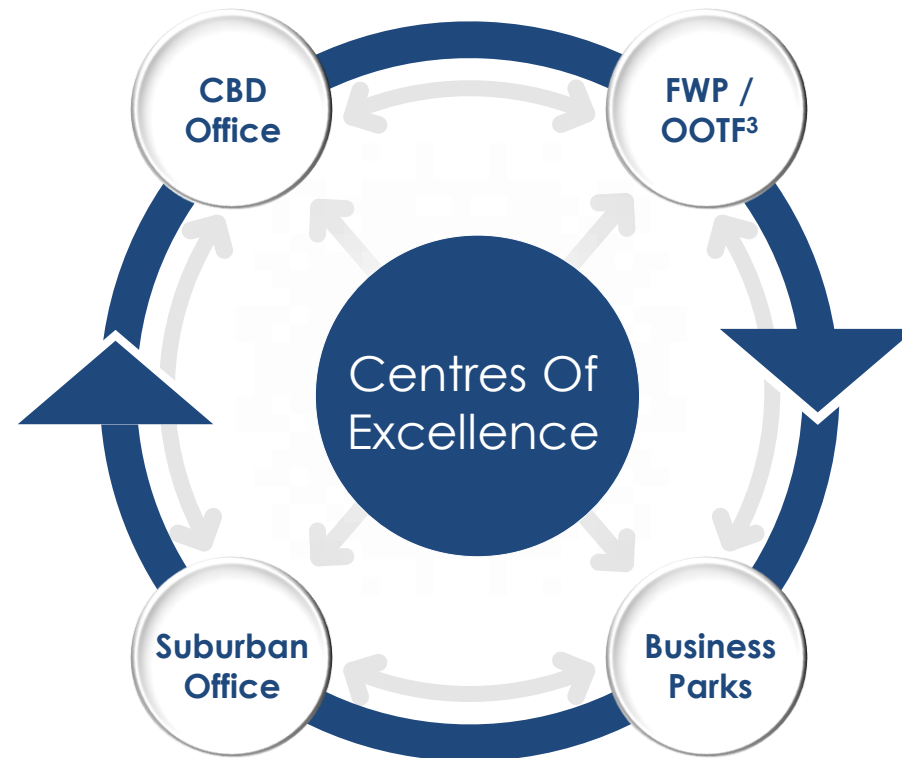 CBD
Office
FWP /
OOTF³
Centres Of
Excellence
Suburban
Office
Business
Parks